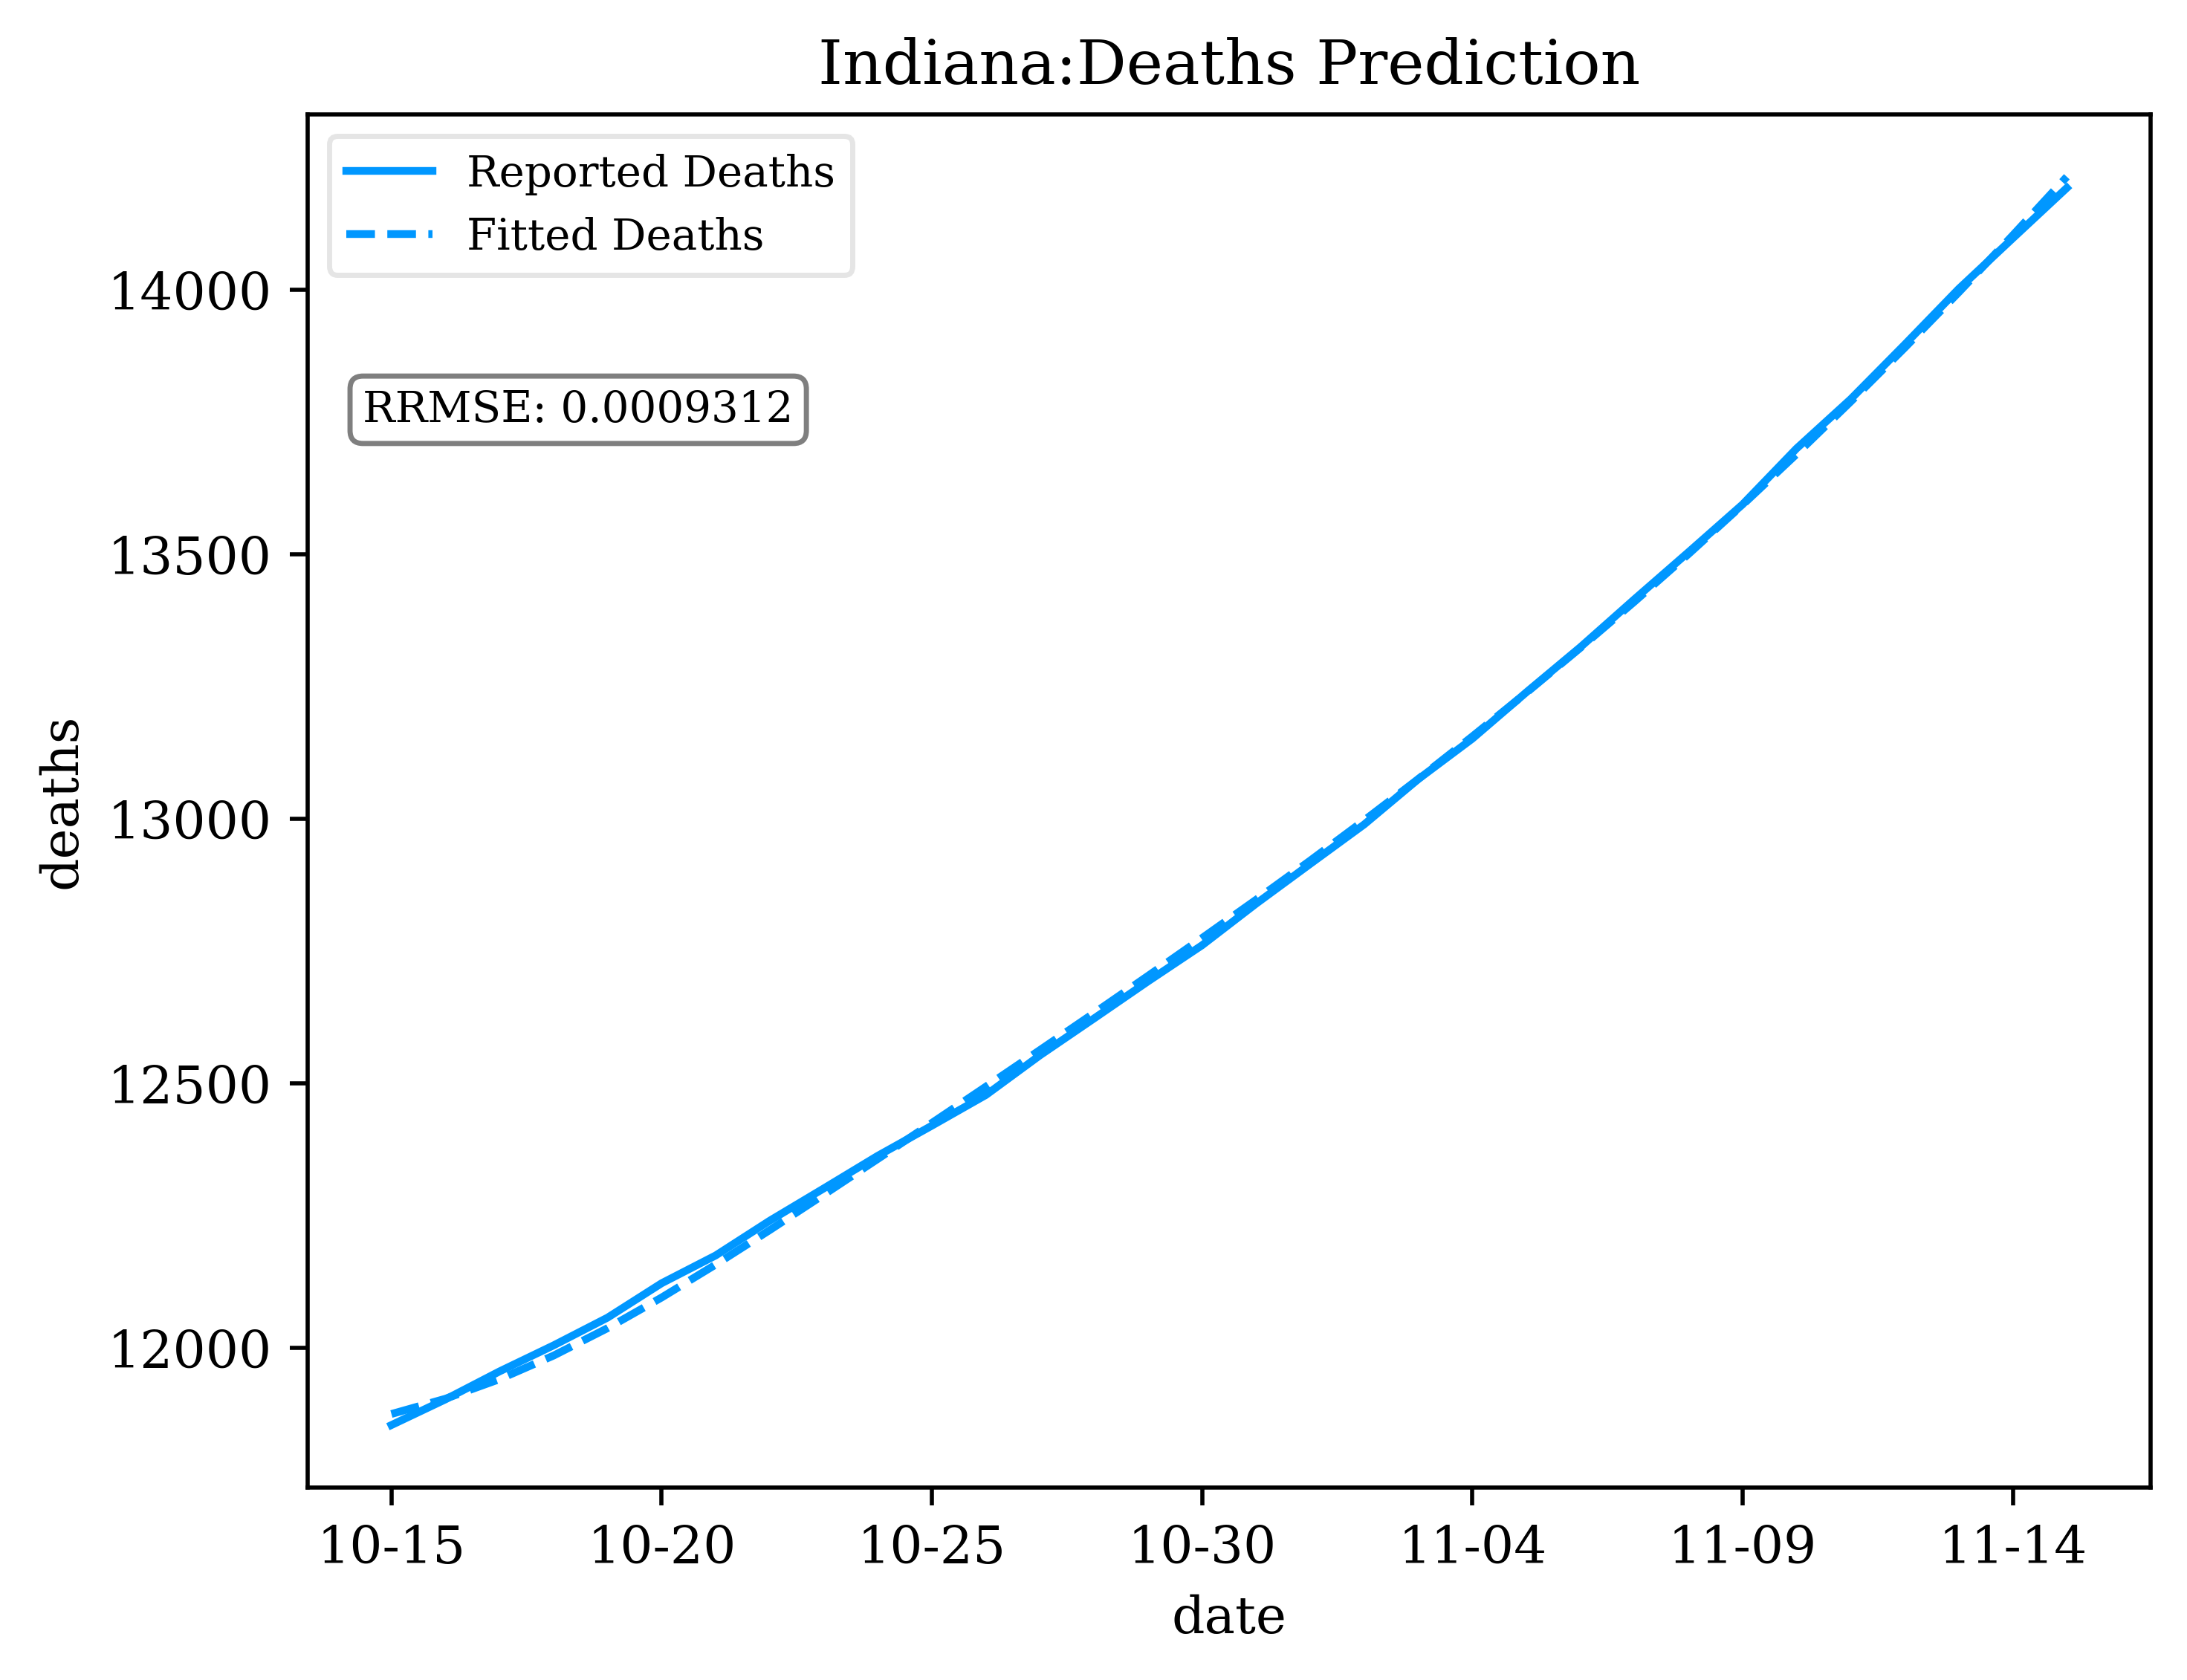 Indiana:Deaths Prediction
Reported Deaths
Fitted Deaths
RRMSE: 0.0009312
14000
13500
13000
12500
12000
deaths
10-15 10-20 10-25 10-30 11-04 11-09 11-14
date